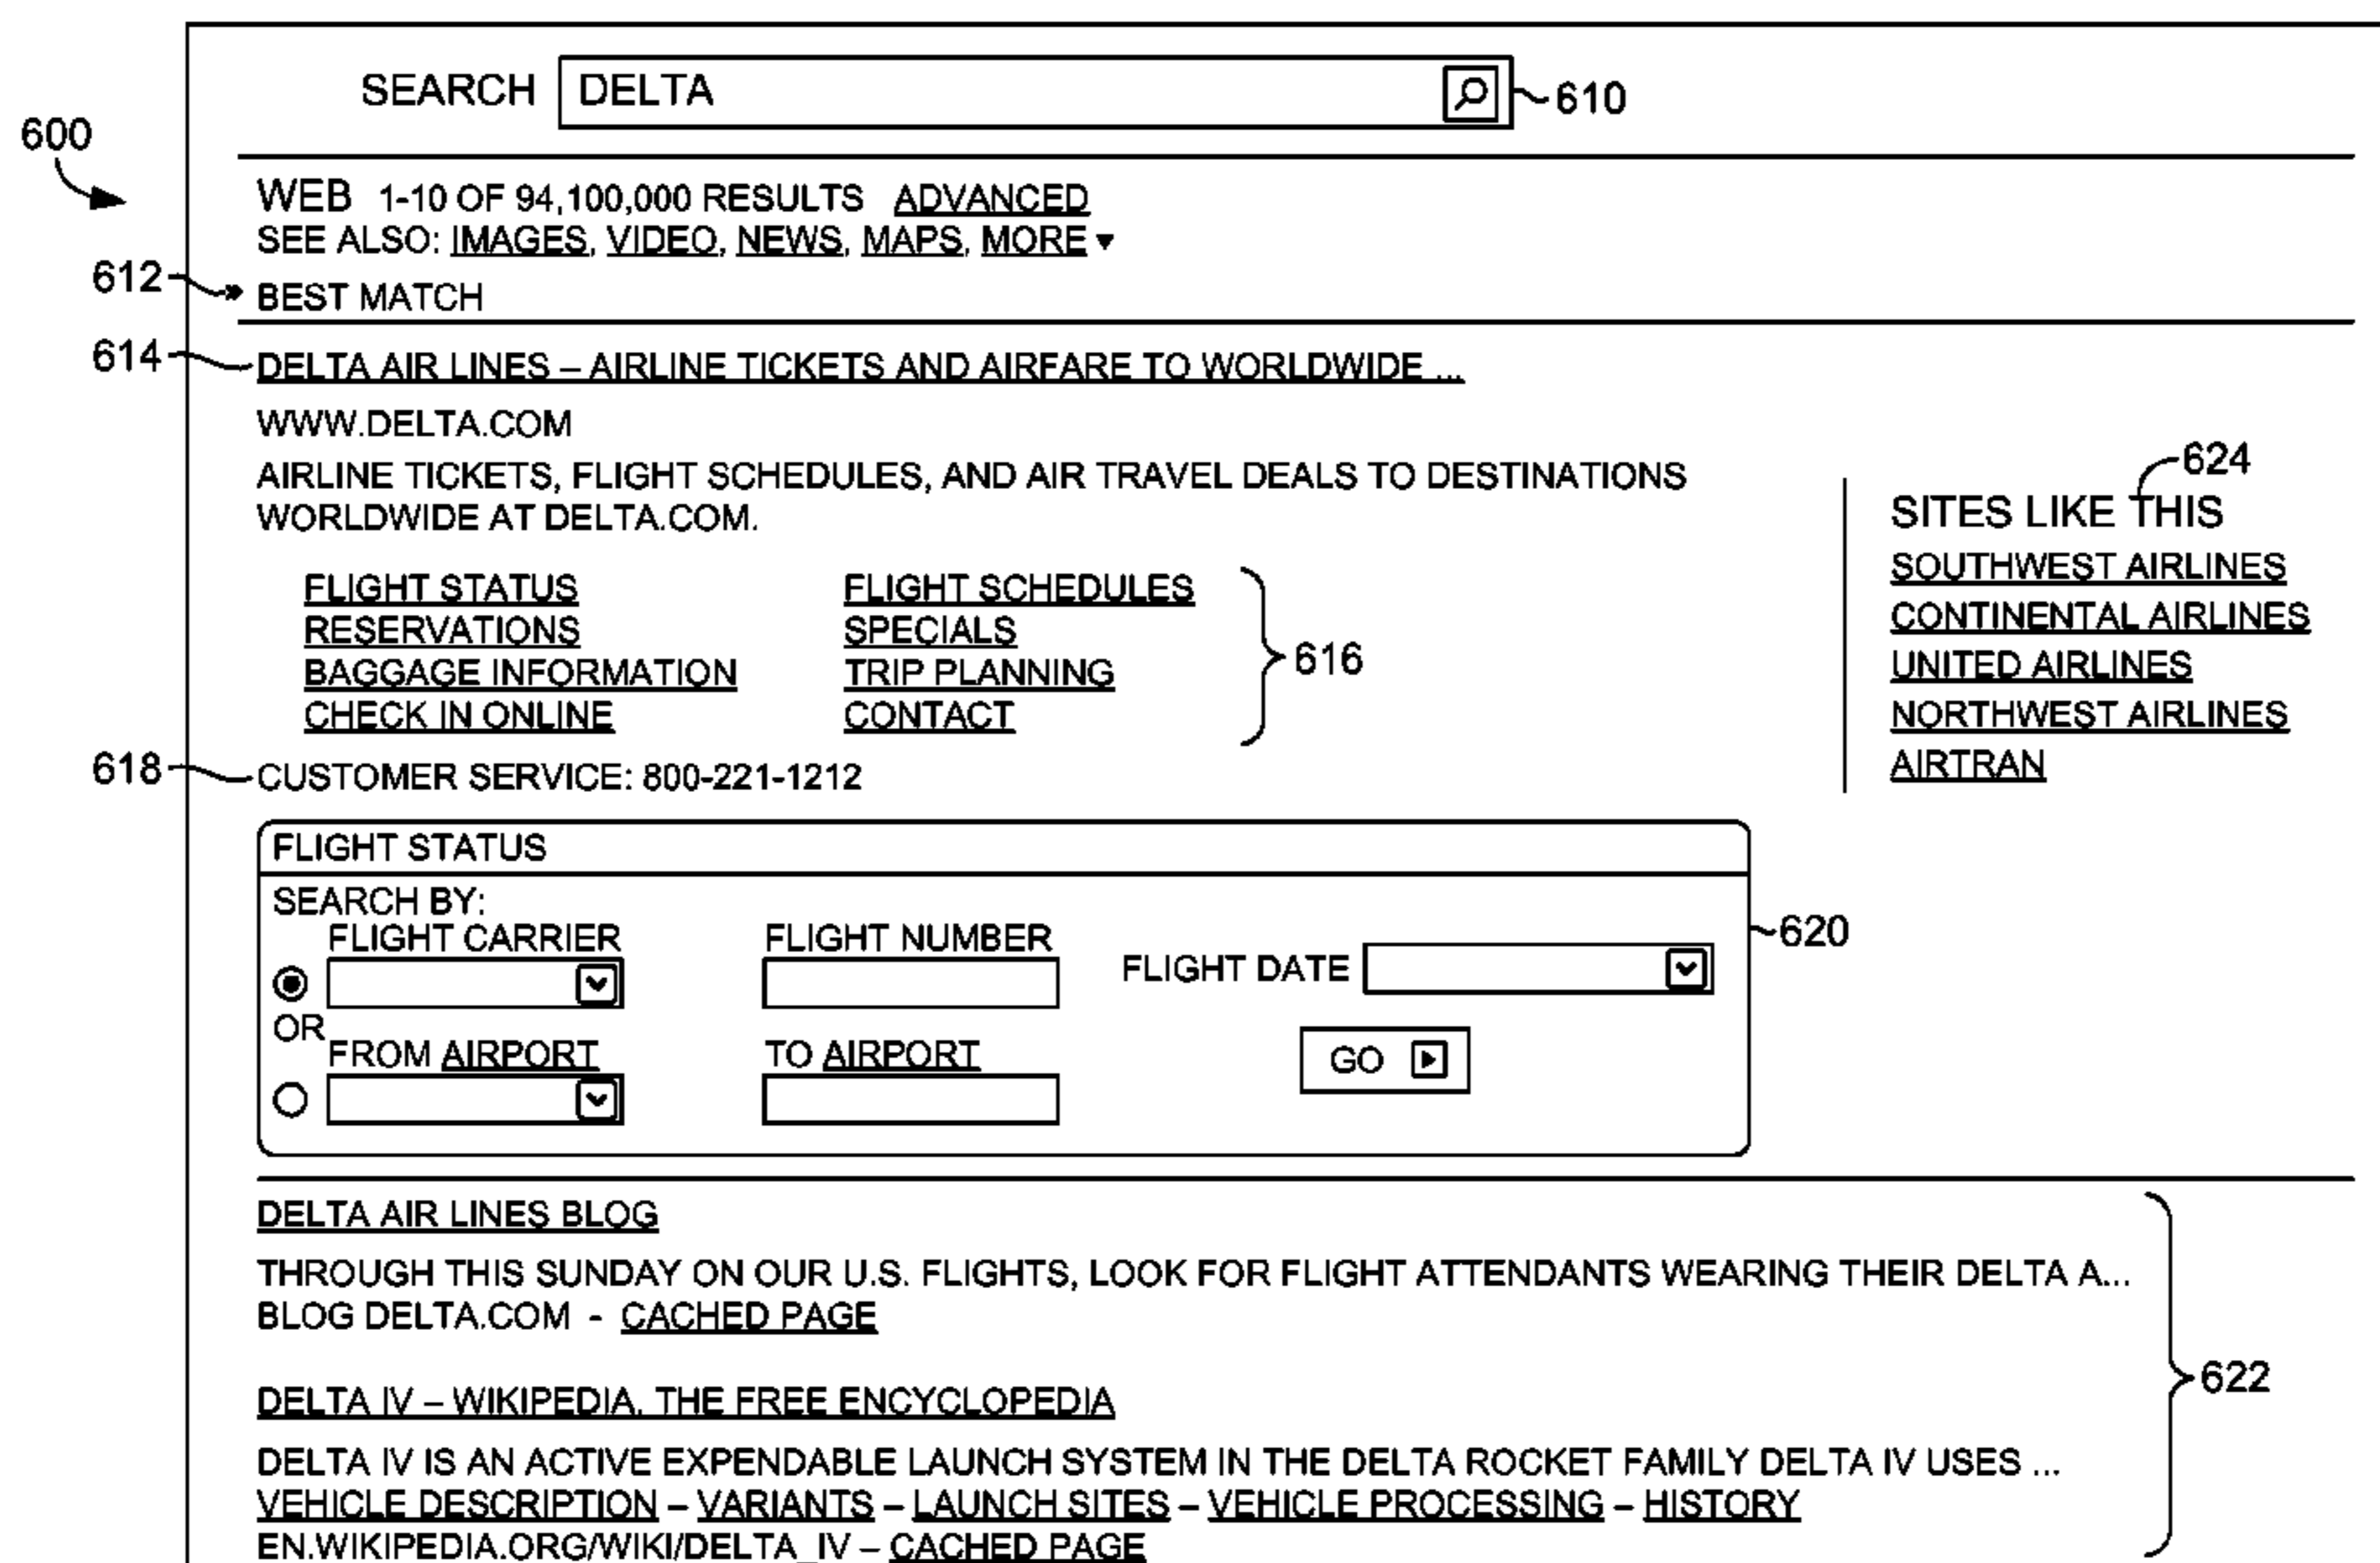 SEARCH DELTA 610
600
WEB 1-10 OF 94,100,000 RESULTS ADVANCED
SEE ALSO: IMAGES, VIDEO, NEWS, MAPS, MORE ▾
612 BEST MATCH
614 DELTA AIR LINES – AIRLINE TICKETS AND AIRFARE TO WORLDWIDE ...
WWW.DELTA.COM
AIRLINE TICKETS, FLIGHT SCHEDULES, AND AIR TRAVEL DEALS TO DESTINATIONS
WORLDWIDE AT DELTA.COM.
FLIGHT STATUS FLIGHT SCHEDULES
RESERVATIONS SPECIALS
BAGGAGE INFORMATION TRIP PLANNING
CHECK IN ONLINE CONTACT
616
618 CUSTOMER SERVICE: 800-221-1212
624
SITES LIKE THIS
SOUTHWEST AIRLINES
CONTINENTAL AIRLINES
UNITED AIRLINES
NORTHWEST AIRLINES
AIRTRAN
FLIGHT STATUS
SEARCH BY:
FLIGHT CARRIER FLIGHT NUMBER
FLIGHT DATE
620
OR
FROM AIRPORT TO AIRPORT
GO
DELTA AIR LINES BLOG
THROUGH THIS SUNDAY ON OUR U.S. FLIGHTS, LOOK FOR FLIGHT ATTENDANTS WEARING THEIR DELTA A...
BLOG DELTA.COM - CACHED PAGE
622
DELTA IV – WIKIPEDIA, THE FREE ENCYCLOPEDIA
DELTA IV IS AN ACTIVE EXPENDABLE LAUNCH SYSTEM IN THE DELTA ROCKET FAMILY DELTA IV USES ...
VEHICLE DESCRIPTION – VARIANTS – LAUNCH SITES – VEHICLE PROCESSING – HISTORY
EN.WIKIPEDIA.ORG/WIKI/DELTA_IV – CACHED PAGE